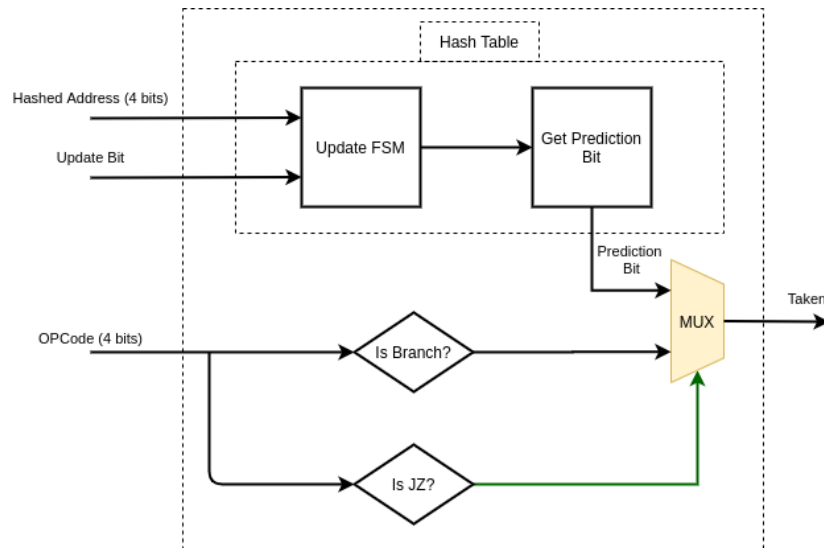 Hash Table
Hashed Address (4 bits)
Update FSM
Get Prediction
Bit
Update Bit
Prediction
Bit
Taken
MUX
OPCode (4 bits)
Is Branch?
Is JZ?